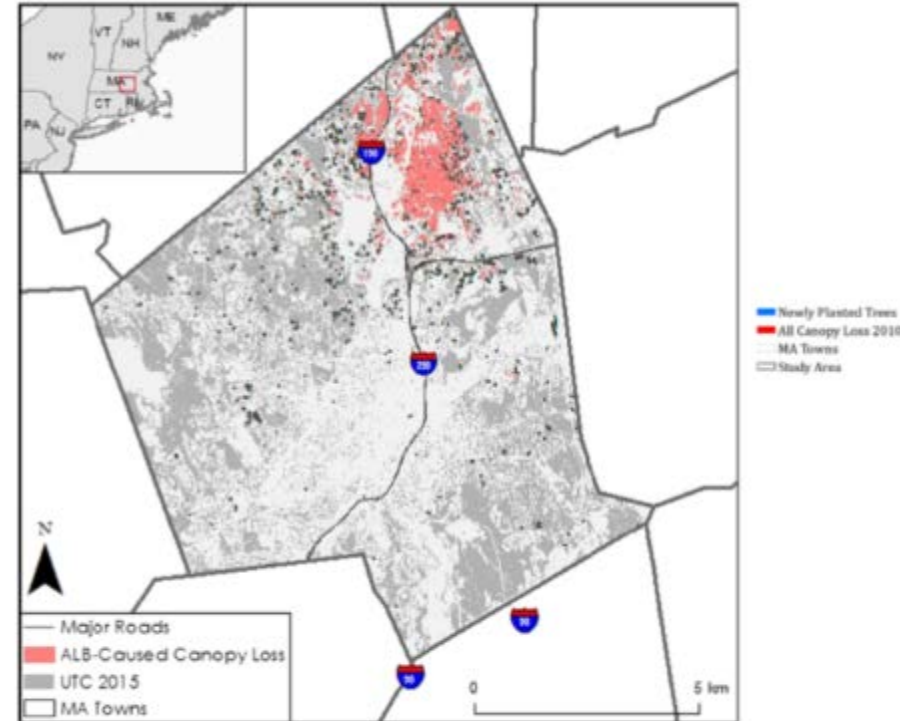 ME
VT
NH
NY
MA
CT
RI
PA
NJ
190
290
Newly Planted Trees
All Canopy Loss 2010
MA Towns
Study Area
N
90
Major Roads
ALB-Caused Canopy Loss
UTC 2015
MA Towns
90
0 5 km